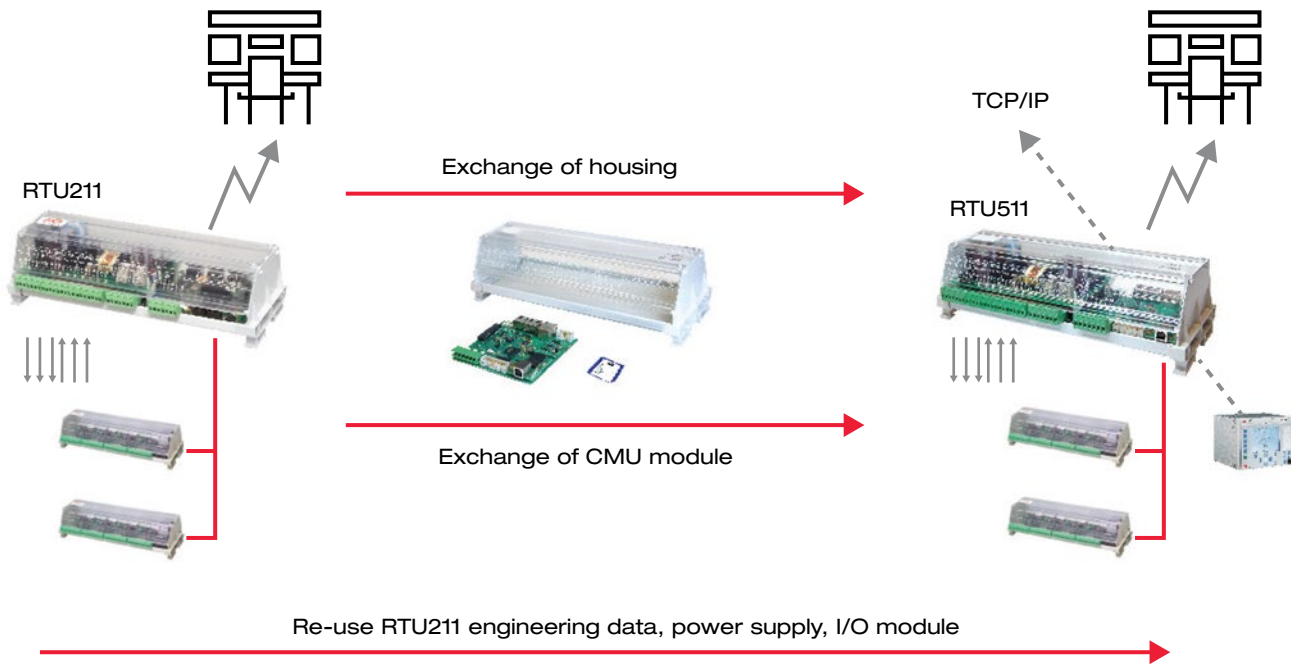 TCP/IP
Exchange of housing
RTU211
RTU511
Exchange of CMU module
Re-use RTU211 engineering data, power supply, I/O module